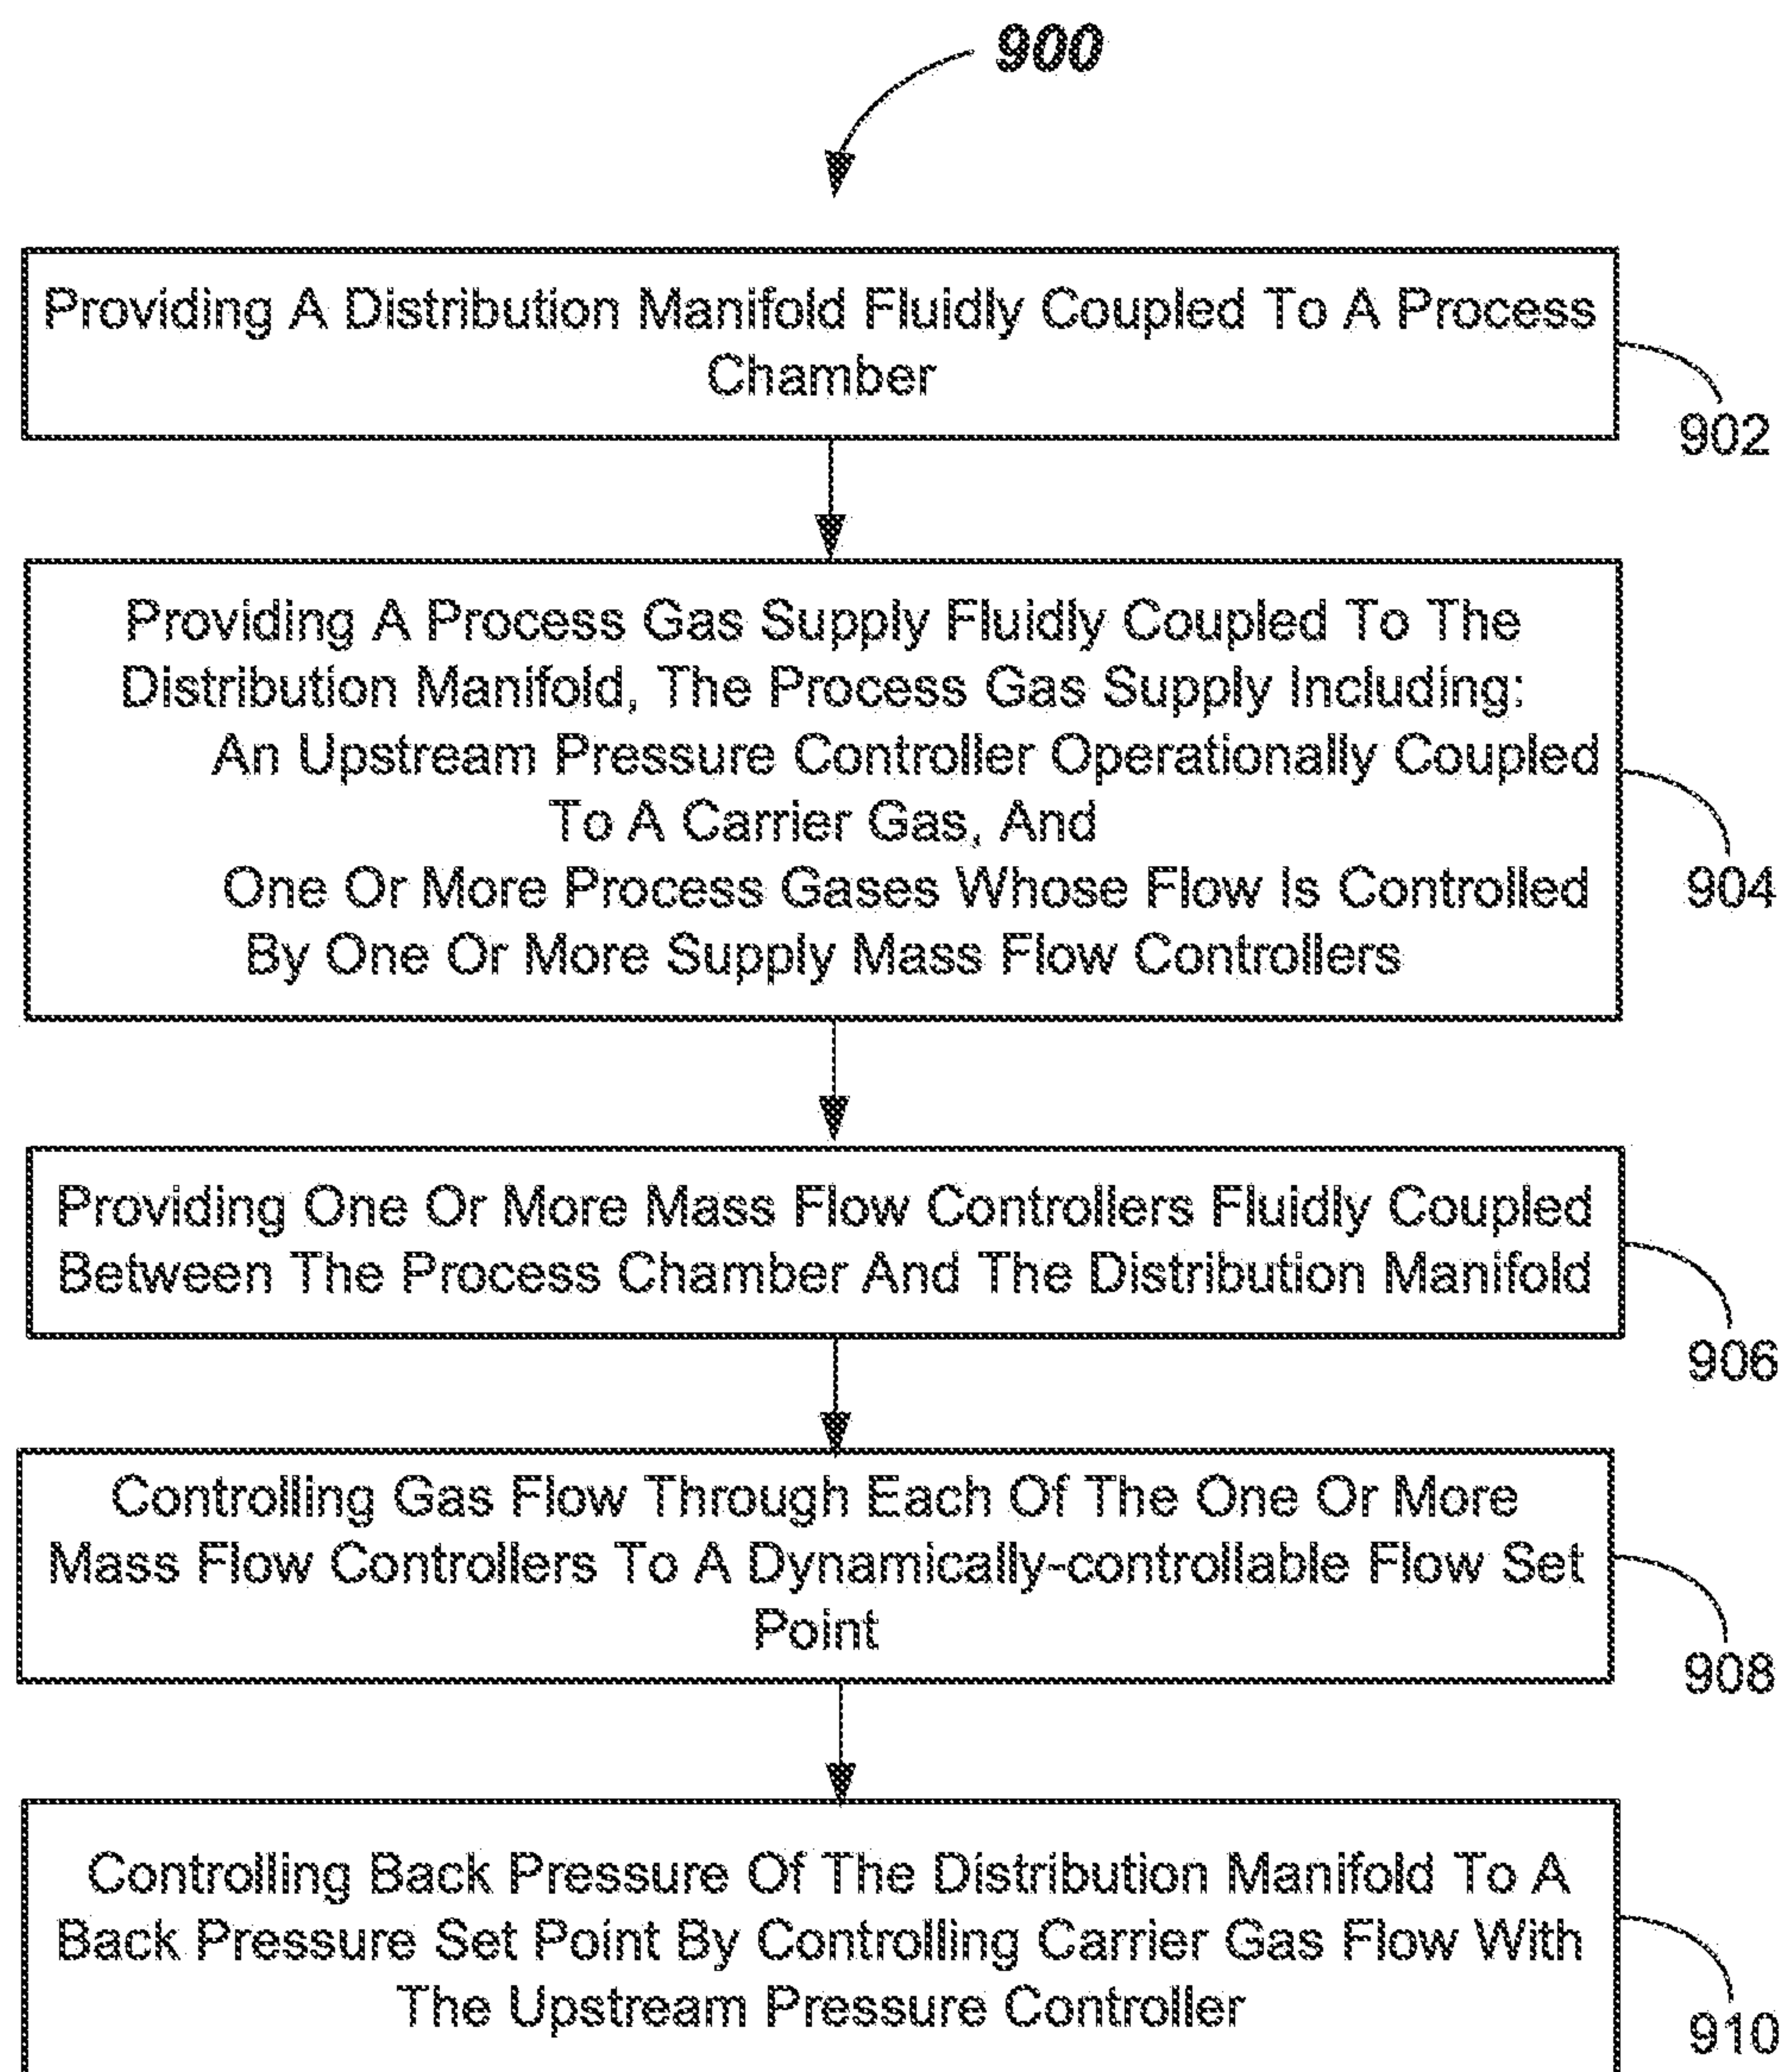 900
Providing A Distribution Manifold Fluidly Coupled To A Process
Chamber
902
Providing A Process Gas Supply Fluidly Coupled To The
Distribution Manifold, The Process Gas Supply Including:
An Upstream Pressure Controller Operationally Coupled
To A Carrier Gas, And
One Or More Process Gases Whose Flow Is Controlled
By One Or More Supply Mass Flow Controllers
904
Providing One Or More Mass Flow Controllers Fluidly Coupled
Between The Process Chamber And The Distribution Manifold
906
Controlling Gas Flow Through Each Of The One Or More
Mass Flow Controllers To A Dynamically-controllable Flow Set
Point
908
Controlling Back Pressure Of The Distribution Manifold To A
Back Pressure Set Point By Controlling Carrier Gas Flow With
The Upstream Pressure Controller
910